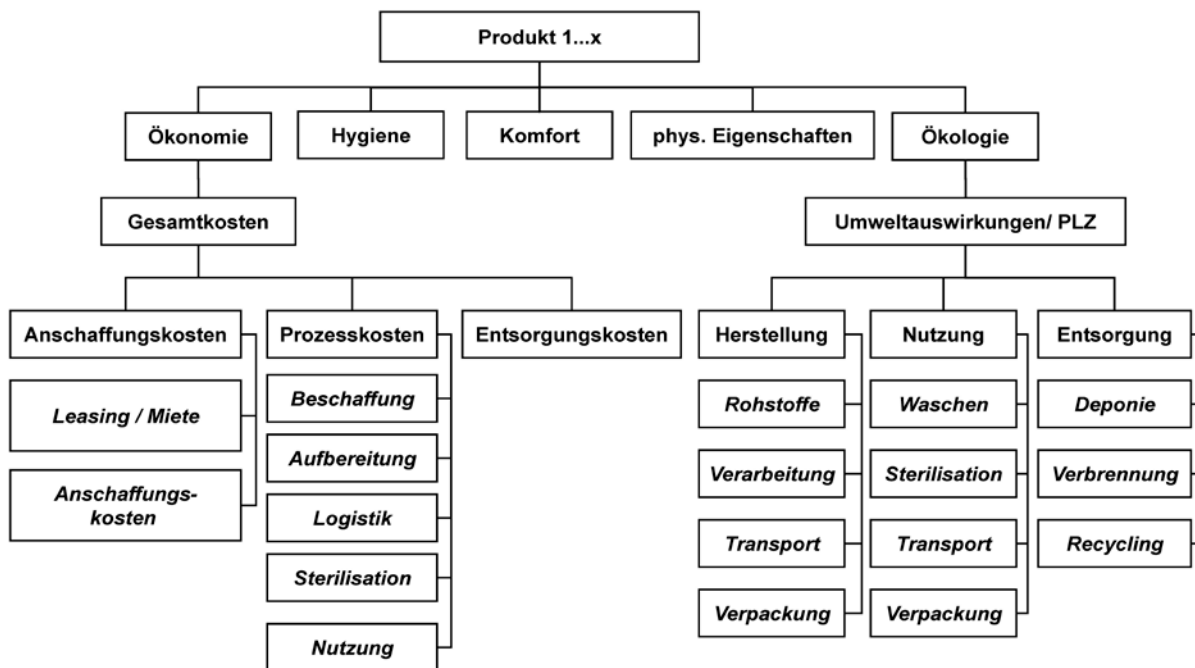 Produkt 1...x
Ökonomie
Hygiene
Komfort
phys. Eigenschaften
Ökologie
Gesamtkosten
Umweltauswirkungen/ PLZ
Anschaffungskosten
Prozesskosten
Entsorgungskosten
Herstellung
Nutzung
Entsorgung
Leasing / Miete
Anschaffungs-
kosten
Beschaffung
Aufbereitung
Logistik
Sterilisation
Nutzung
Rohstoffe
Verarbeitung
Transport
Verpackung
Waschen
Sterilisation
Transport
Verpackung
Deponie
Verbrennung
Recycling